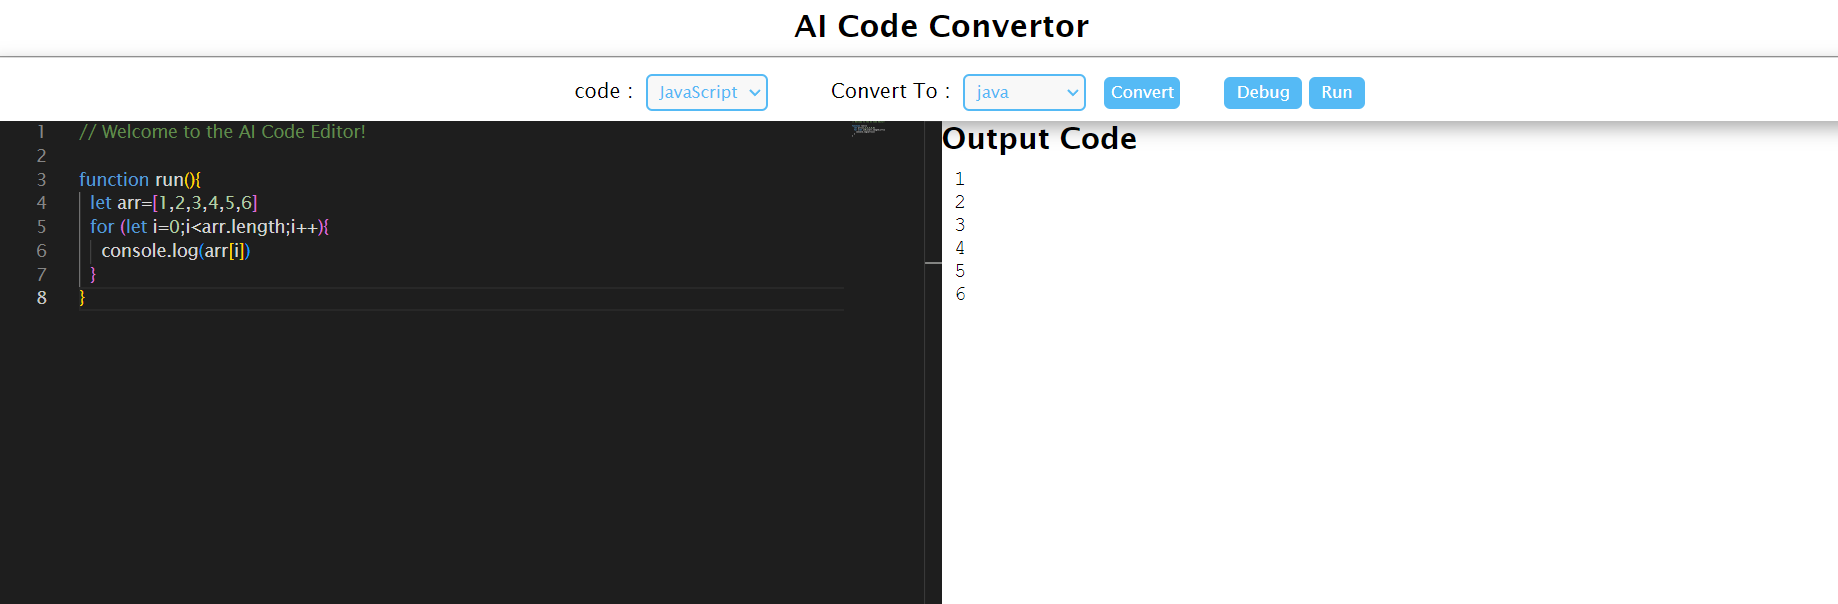 AI Code Convertor
code : JavaScript Convert To : java Convert Debug Run
1 // Welcome to the AI Code Editor!
2
3 function run(){
4 let arr=[1,2,3,4,5,6]
5 for (let i=0;i<arr.length;i++){
6 console.log(arr[i])
7 }
8 }
Output Code
1
2
3
4
5
6